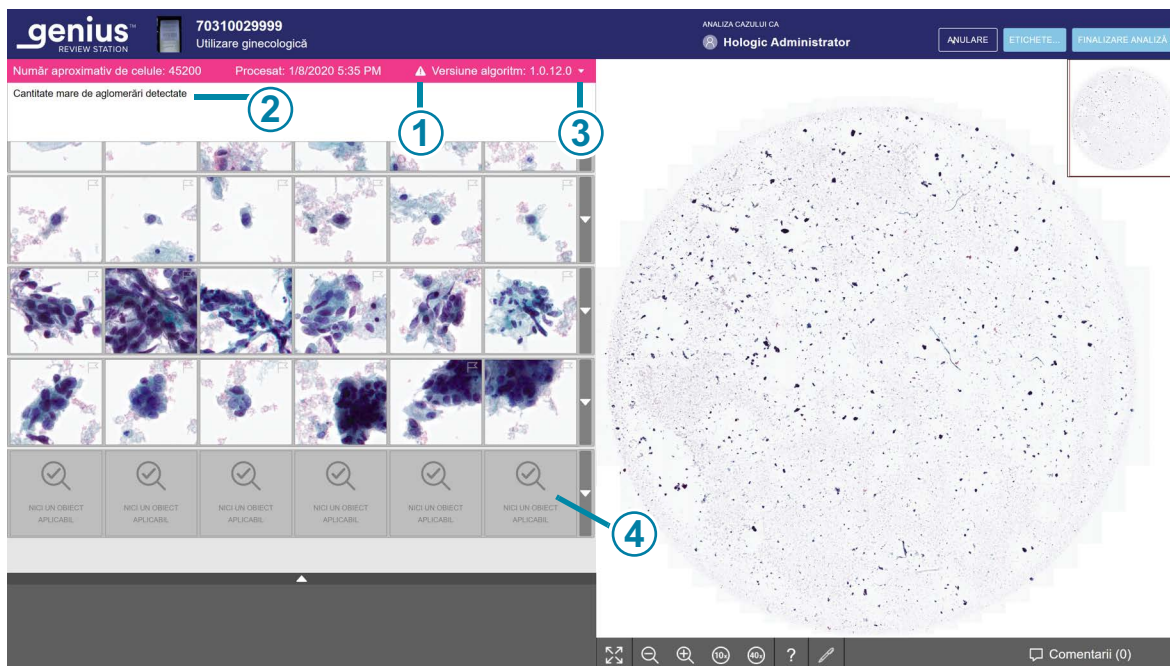 genius™
REVIEW STATION
70310029999
Utilizare ginecologică
ANALIZA CAZULUI CA
Hologic Administrator
ANULARE
ETICHETE...
FINALIZARE ANALIZĂ
Număr aproximativ de celule: 45200 Procesat: 1/8/2020 5:35 PM Versiune algoritm: 1.0.12.0
Cantitate mare de aglomerări detectate
2
1
3
NICI UN OBIECT
APLICABIL
NICI UN OBIECT
APLICABIL
NICI UN OBIECT
APLICABIL
NICI UN OBIECT
APLICABIL
NICI UN OBIECT
APLICABIL
NICI UN OBIECT
APLICABIL
4
10x
40x
?
Comentarii (0)